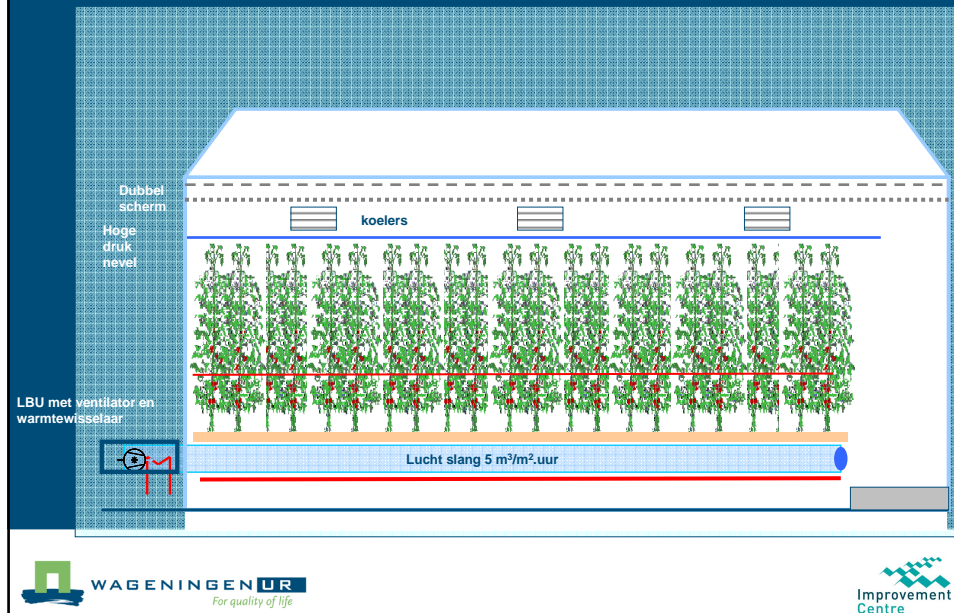 Dubbel
scherm
koelers
Hoge
druk
nevel
LBU met ventilator en
warmtewisselaar
Lucht slang 5 m³/m².uur
WAGENINGEN UR
For quality of life
Improvement
Centre